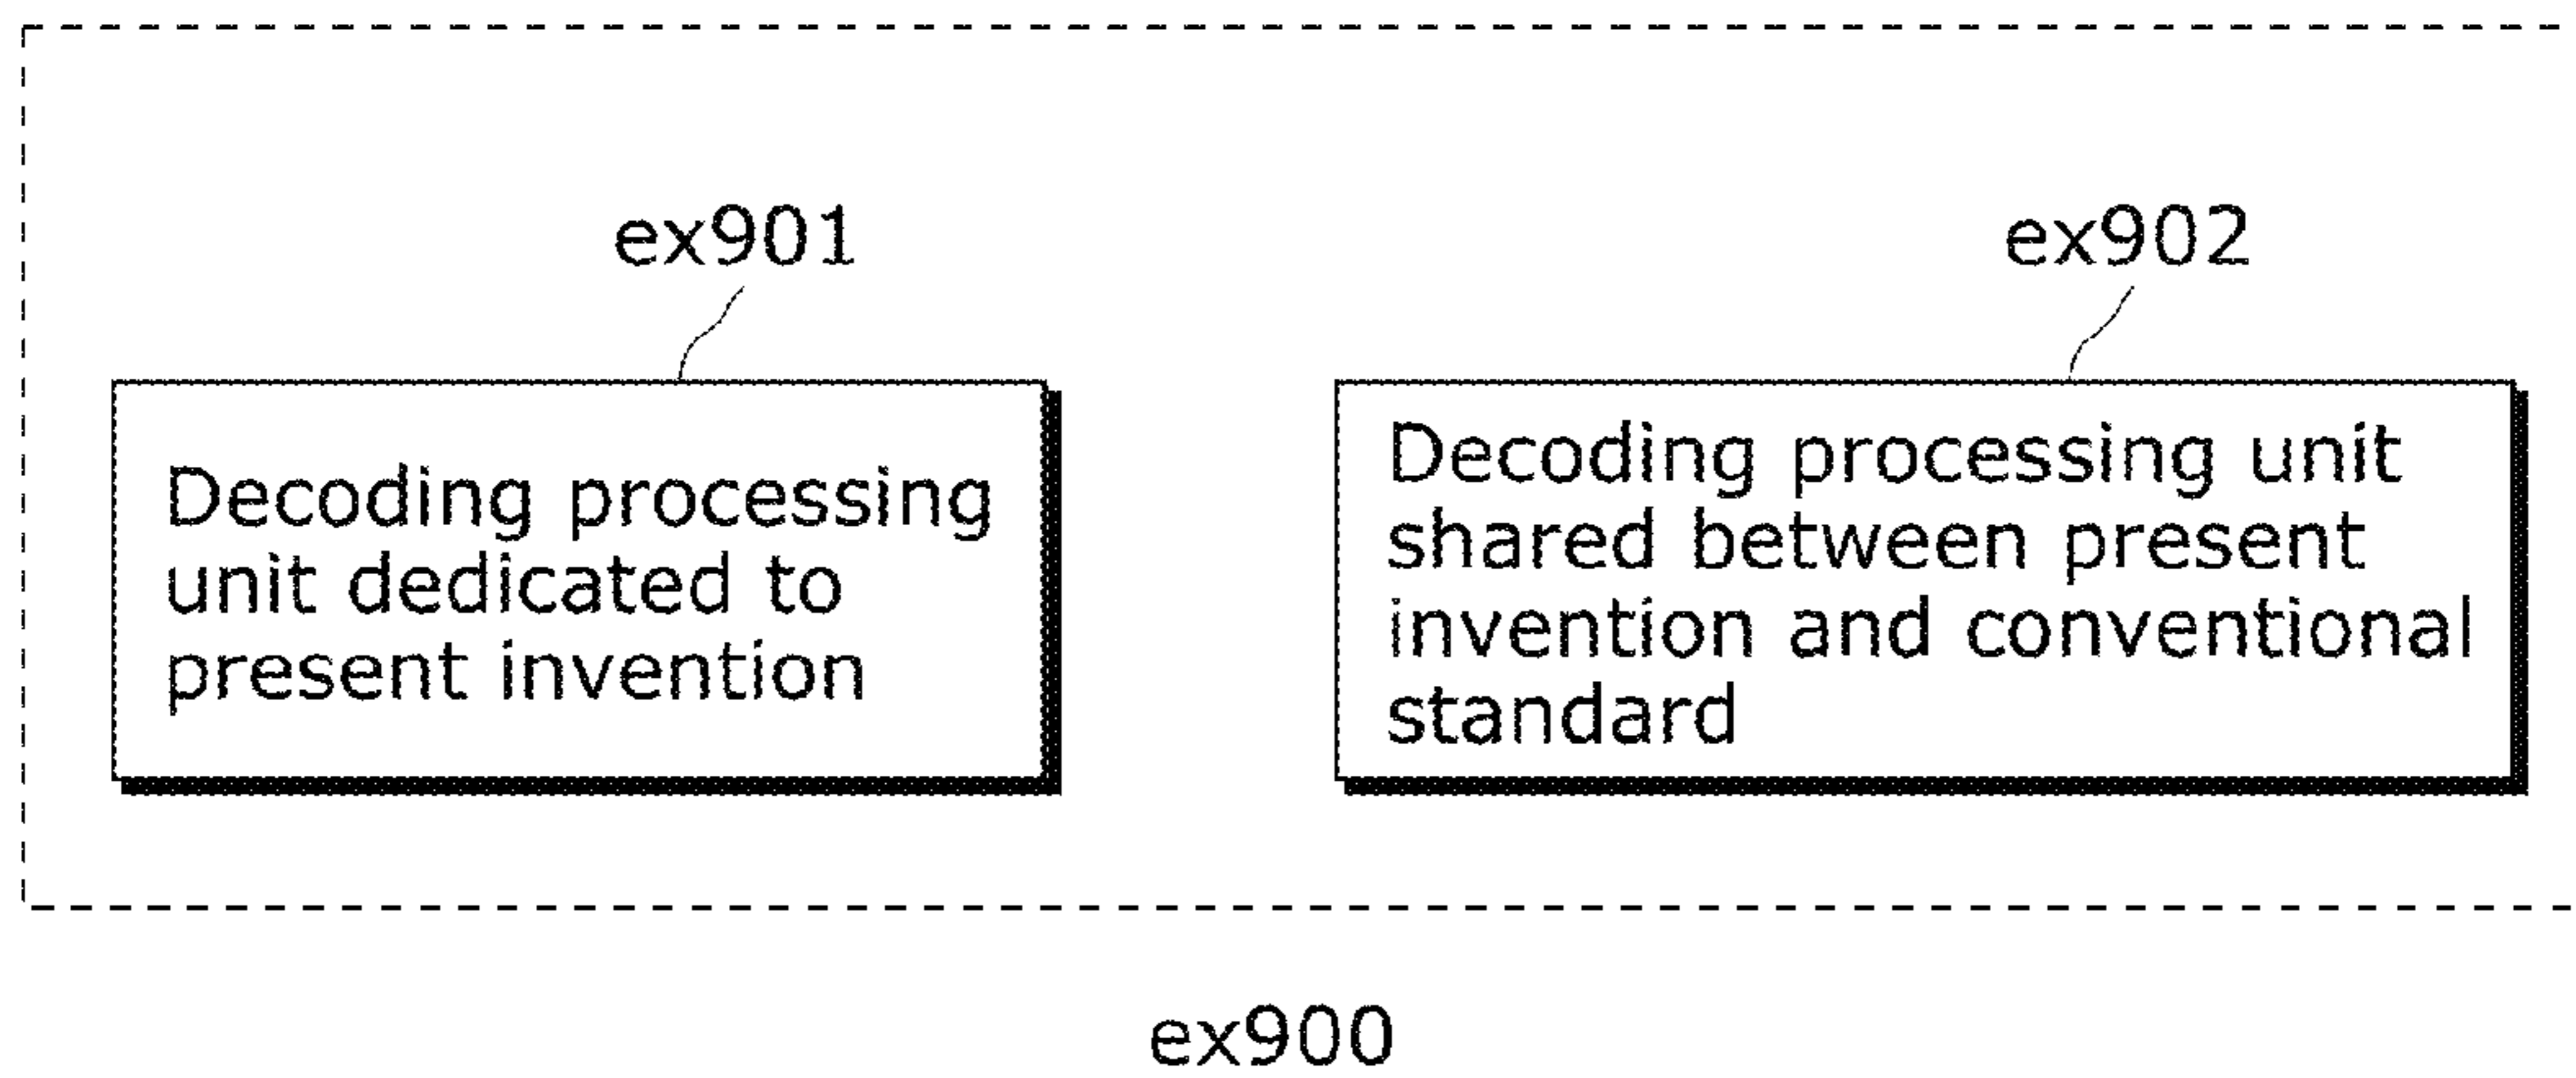 ex901
Decoding processing
unit dedicated to
present invention
ex902
Decoding processing unit
shared between present
invention and conventional
standard
ex900